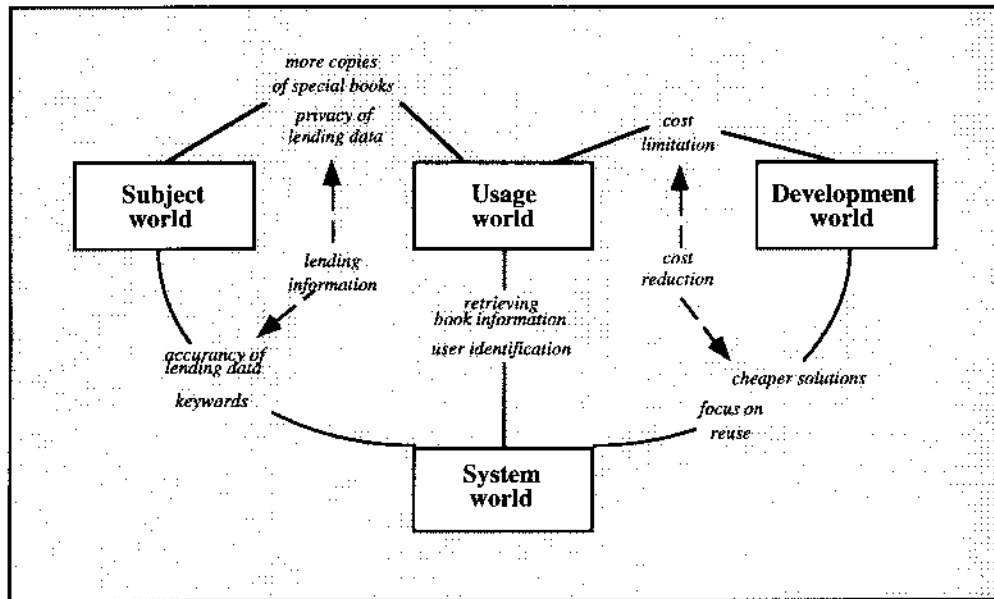 more copies
of special books
privacy of
lending data
cost
limitation
Subject
world
Usage
world
Development
world
lending
information
cost
reduction
retrieving
book information
user identification
accurancy of
lending data
keywords
cheaper solutions
focus on
reuse
System
world